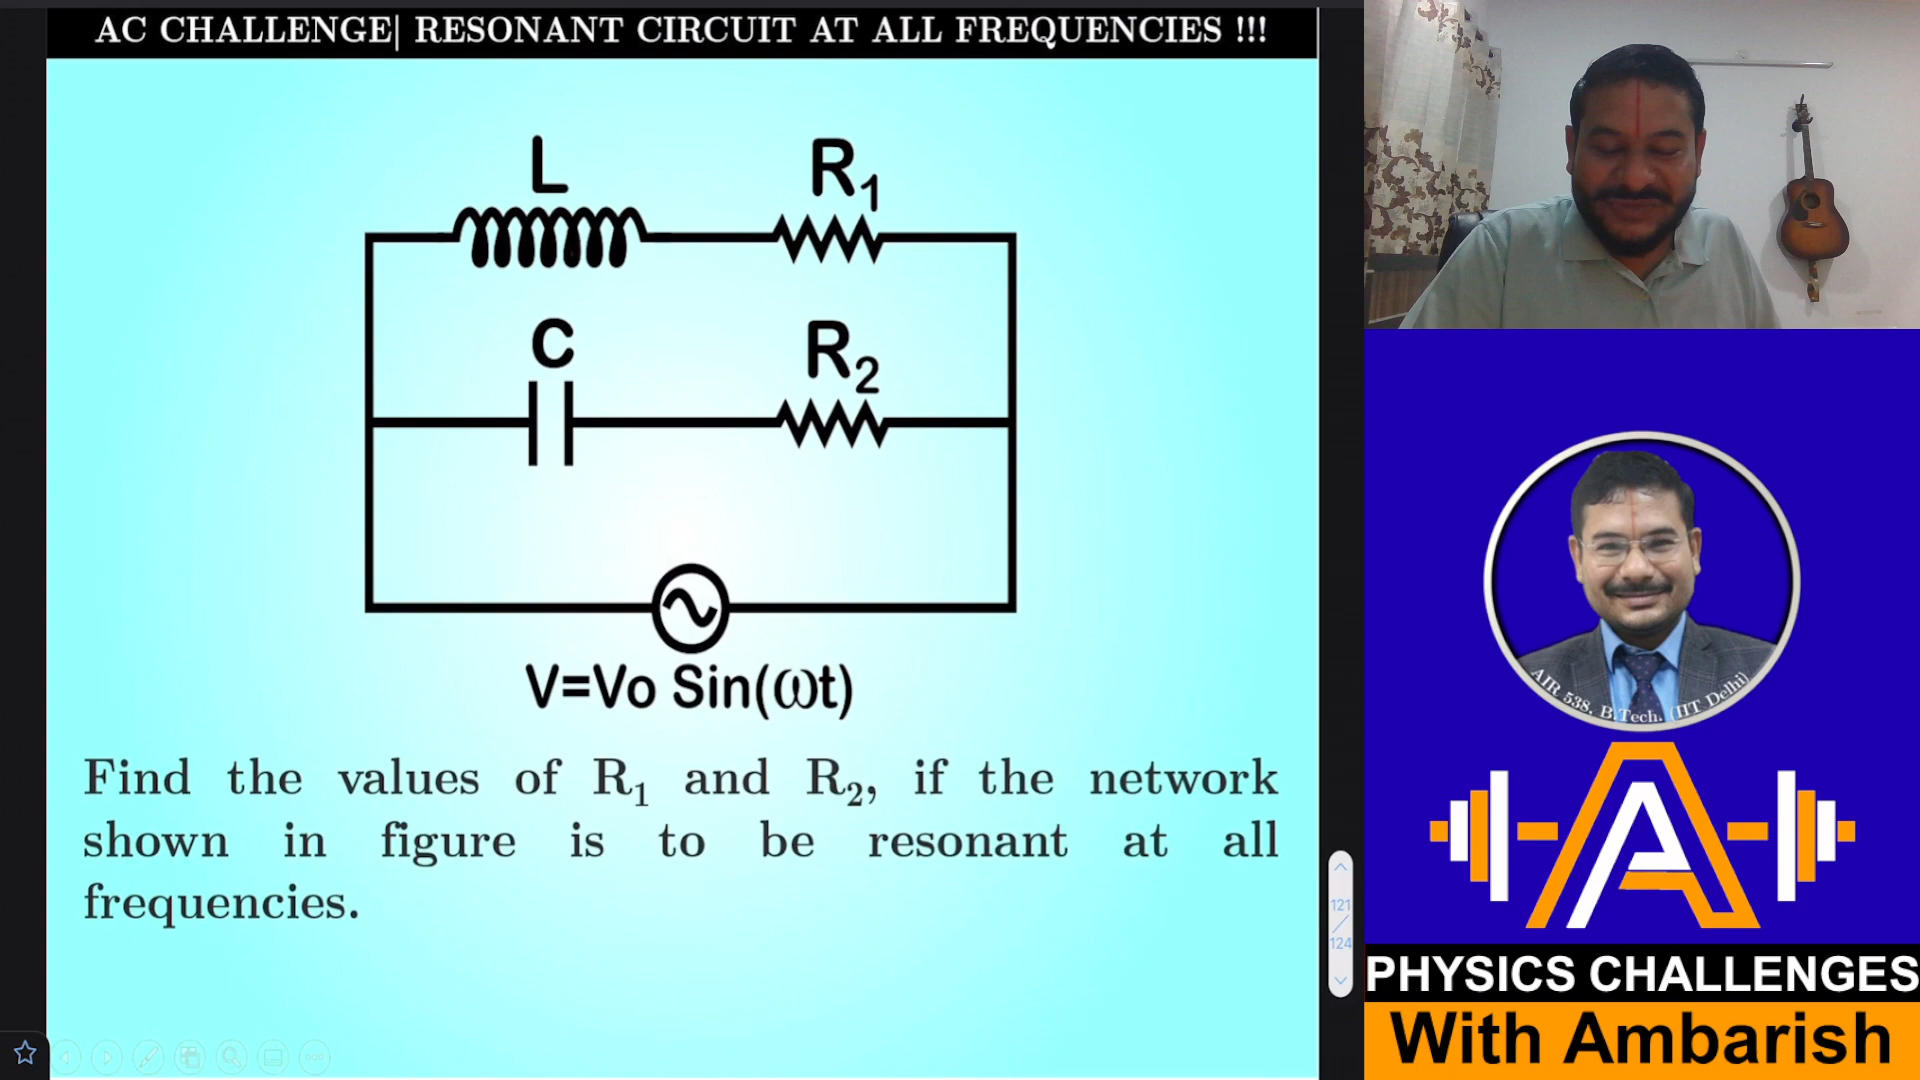 AC CHALLENGE| RESONANT CIRCUIT AT ALL FREQUENCIES !!!
L
R₁
C
R₂
V=Vo Sin(ωt)
Find the values of R₁ and R₂, if the network
shown in figure is to be resonant at all
frequencies.
121
/
124
AIR 538, B.Tech. (IIT Delhi)
A
PHYSICS CHALLENGES
With Ambarish